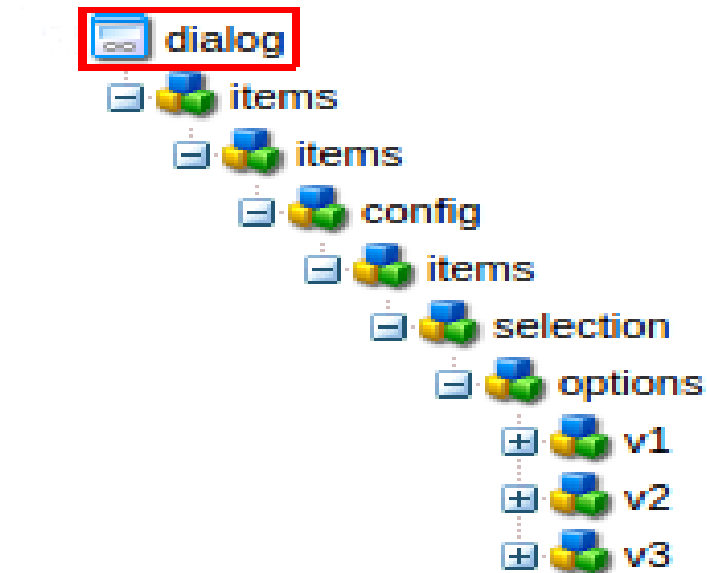 dialog
items
items
config
items
selection
options
v1
v2
v3